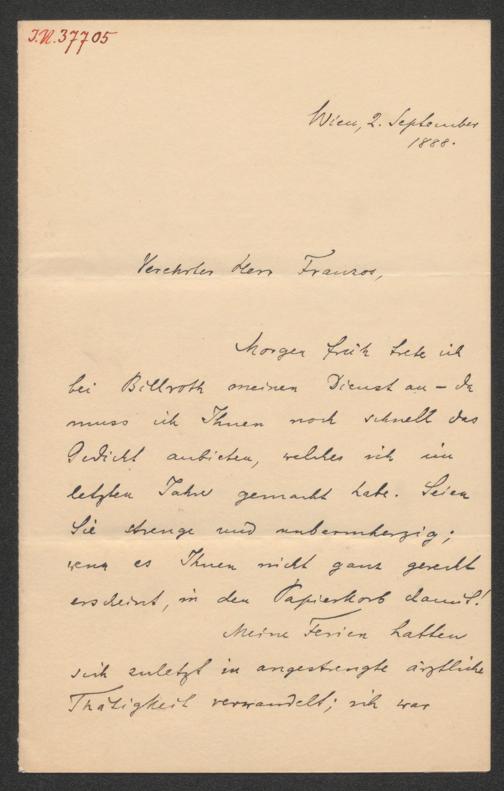 I.N. 37705
Wien, 2. September
1888.
Verehrter Herr Franzos,
Morgen früh trete ich
bei Billroth meinen Dienst an – da
muss ich Ihnen noch schnell das
Gedicht anbieten, welches ich im
letzten Jahre gemacht habe. Seien
Sie strenge und unbarmherzig;
wenn es Ihnen nicht ganz gerecht
erscheint, in den Papierkorb damit!
Meine Ferien hatten
sich zuletzt in angestrengte ärztliche
Thätigkeit verwandelt; ich war